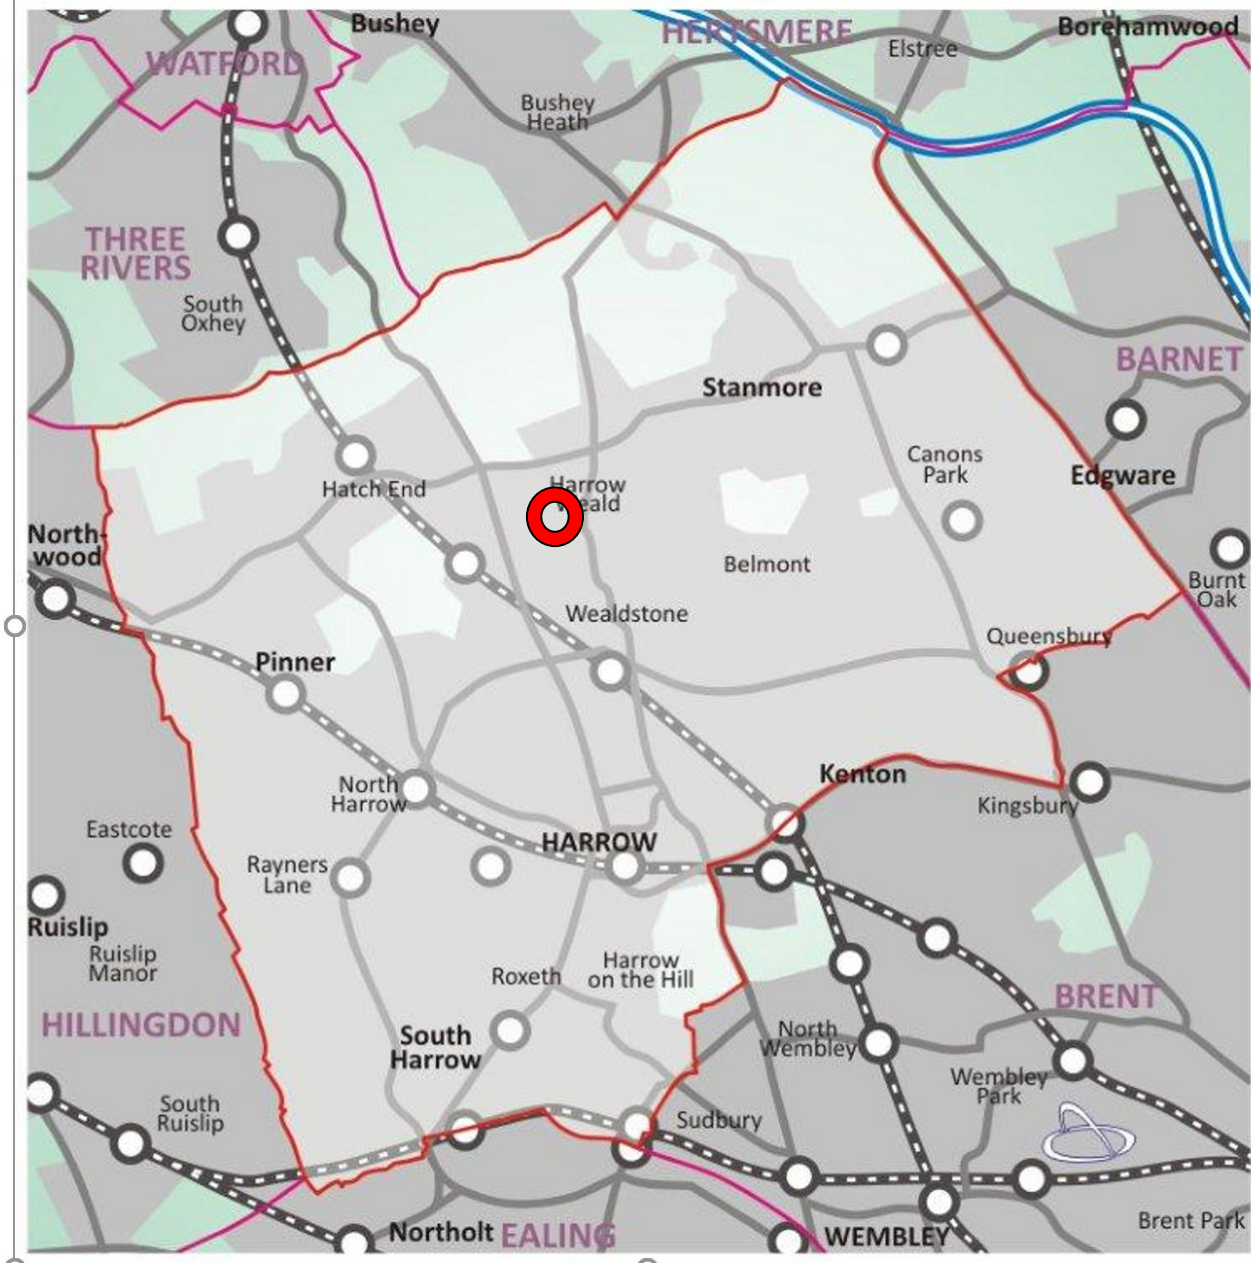 Bushey
HERTSMERE
Borehamwood
WATFORD
Elstree
Bushey
Heath
THREE
RIVERS
South
Oxhey
BARNET
Stanmore
Canons
Park
Edgware
Hatch End
Harrow
North-
wood
Belmont
Burnt
Oak
Wealdstone
Queensbury
Pinner
North
Harrow
Kenton
Kingsbury
Eastcote
HARROW
Rayners
Lane
Ruislip
Ruislip
Manor
Roxeth
Harrow
on the Hill
HILLINGDON
BRENT
South
Harrow
North
Wembley
Wembley
Park
South
Ruislip
Sudbury
Northolt
EALING
WEMBLEY
Brent Park